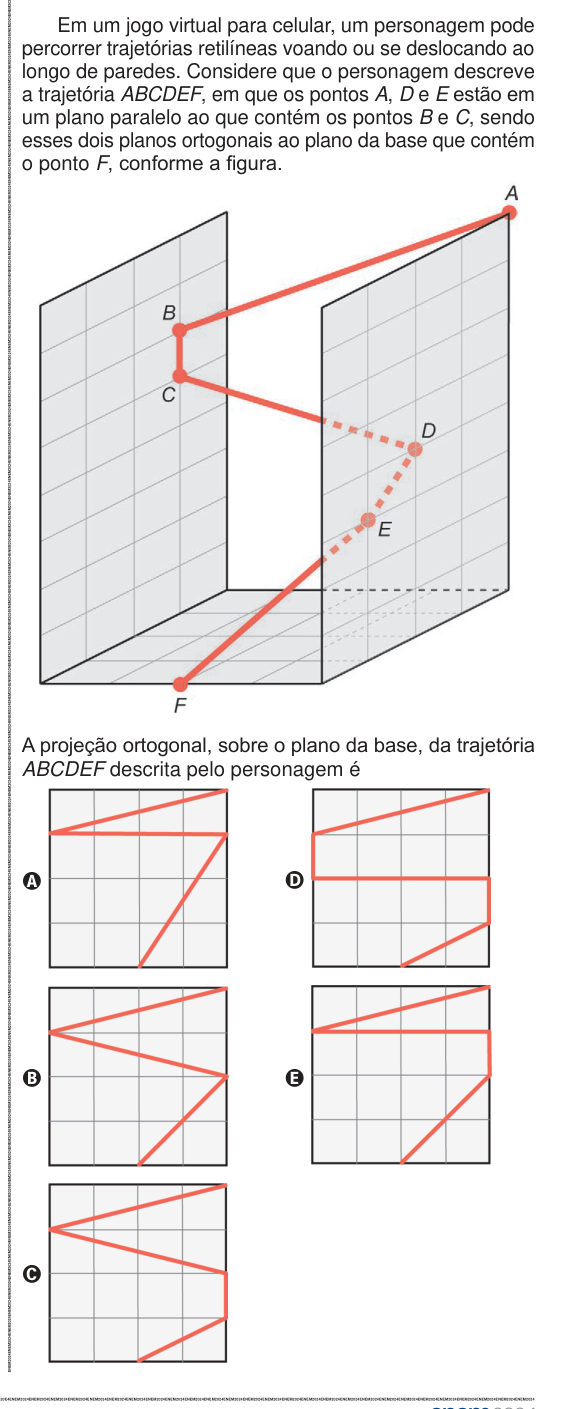 Em um jogo virtual para celular, um personagem pode
percorrer trajetórias retilíneas voando ou se deslocando ao
longo de paredes. Considere que o personagem descreve
a trajetória ABCDEF, em que os pontos A, D e E estão em
um plano paralelo ao que contém os pontos B e C, sendo
esses dois planos ortogonais ao plano da base que contém
o ponto F, conforme a figura.
A
B
C
D
E
F
A projeção ortogonal, sobre o plano da base, da trajetória
ABCDEF descrita pelo personagem é
A
B
C
D
E